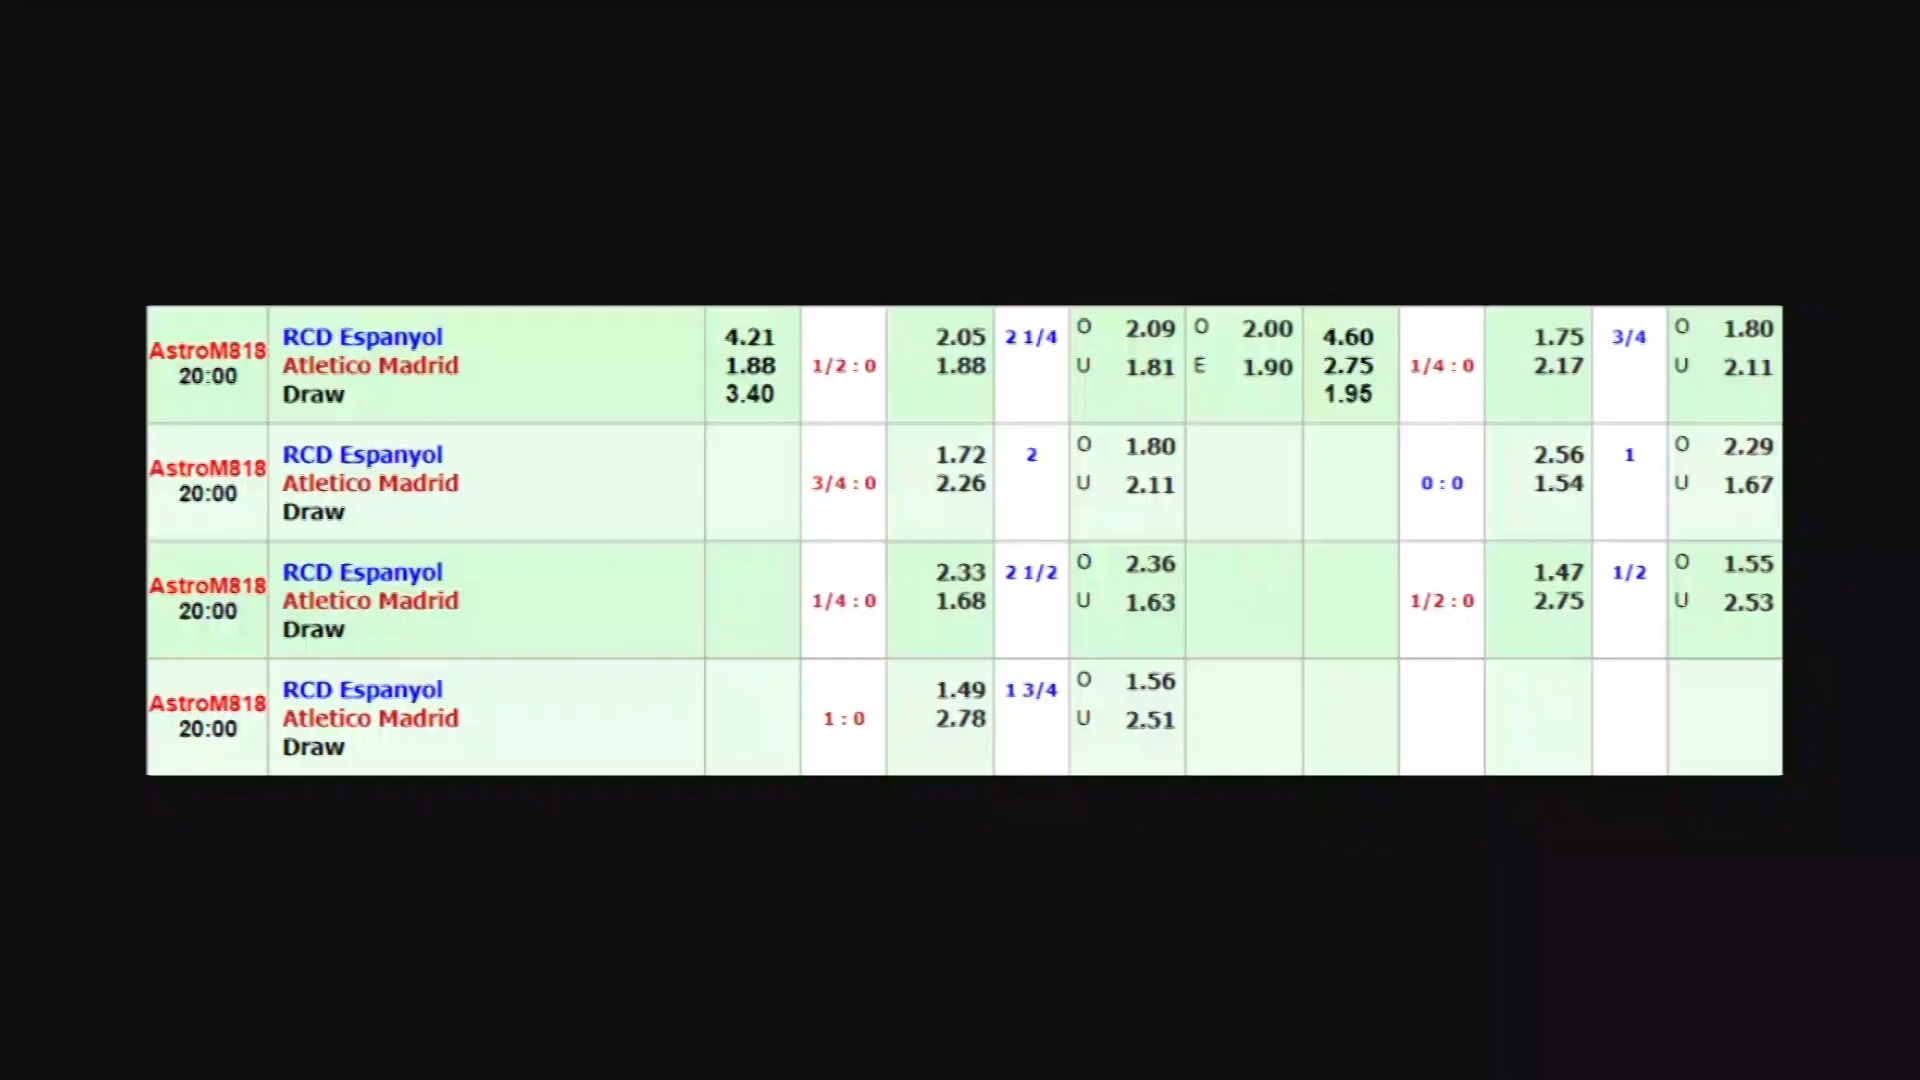 AstroM818 20:00 RCD Espanyol 4.21 2.05 2 1/4 O 2.09 O 2.00 4.60 1.75 3/4 O 1.80
Atletico Madrid 1.88 1/2 : 0 1.88 U 1.81 E 1.90 2.75 1/4 : 0 2.17 U 2.11
Draw 3.40 1.95
AstroM818 20:00 RCD Espanyol 1.72 2 O 1.80 2.56 1 O 2.29
Atletico Madrid 3/4 : 0 2.26 U 2.11 0 : 0 1.54 U 1.67
Draw
AstroM818 20:00 RCD Espanyol 2.33 2 1/2 O 2.36 1.47 1/2 O 1.55
Atletico Madrid 1/4 : 0 1.68 U 1.63 1/2 : 0 2.75 U 2.53
Draw
AstroM818 20:00 RCD Espanyol 1.49 1 3/4 O 1.56
Atletico Madrid 1 : 0 2.78 U 2.51
Draw